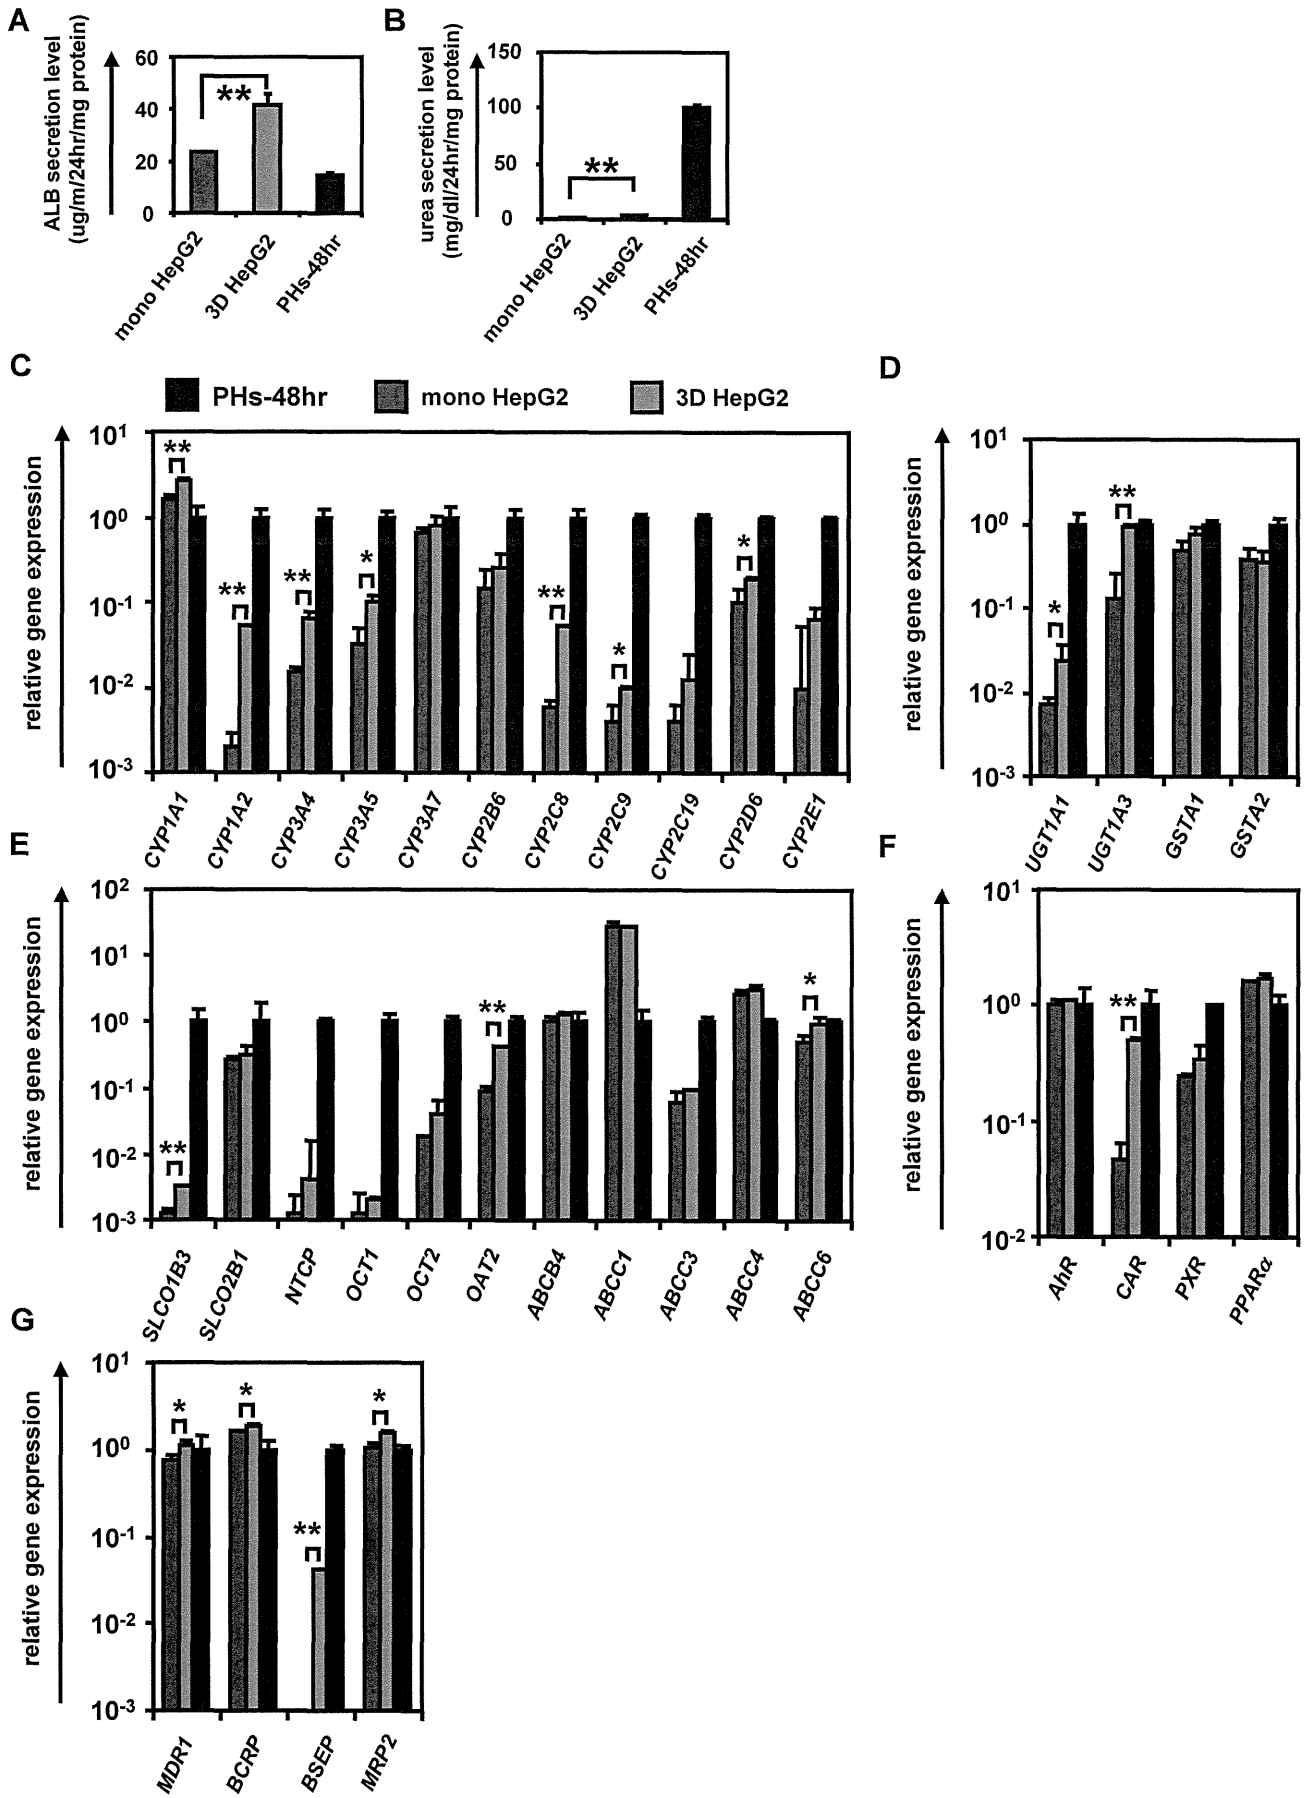 A
ALB secretion level
(ug/m/24hr/mg protein)
60
40
20
0
**
mono HepG2
3D HepG2
PHs-48hr
B
urea secretion level
(mg/dl/24hr/mg protein)
150
100
50
0
**
mono HepG2
3D HepG2
PHs-48hr
C
PHs-48hr
mono HepG2
3D HepG2
relative gene expression
10¹
10⁰
10⁻¹
10⁻²
10⁻³
**
**
**
*
**
*
*
CYP1A1
CYP1A2
CYP3A4
CYP3A5
CYP3A7
CYP2B6
CYP2C8
CYP2C9
CYP2C19
CYP2D6
CYP2E1
D
relative gene expression
10¹
10⁰
10⁻¹
10⁻²
10⁻³
*
**
UGT1A1
UGT1A3
GSTA1
GSTA2
E
relative gene expression
10²
10¹
10⁰
10⁻¹
10⁻²
10⁻³
**
**
*
SLCO1B3
SLCO2B1
NTCP
OCT1
OCT2
OAT2
ABCB4
ABCC1
ABCC3
ABCC4
ABCC6
F
relative gene expression
10¹
10⁰
10⁻¹
10⁻²
**
AhR
CAR
PXR
PPARα
G
relative gene expression
10¹
10⁰
10⁻¹
10⁻²
10⁻³
*
*
**
*
MDR1
BCRP
BSEP
MRP2